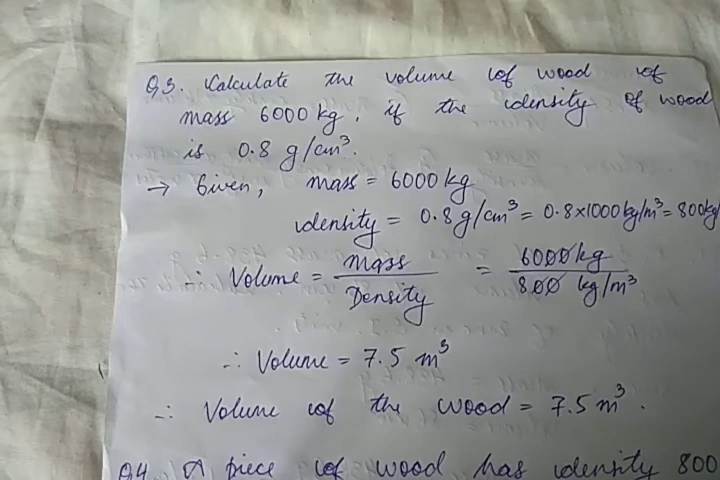 Q3. Calculate the volume of wood of
mass 6000 kg, if the density of wood
is 0.8 g/cm³.
→ Given, mass = 6000 kg
density = 0.8 g/cm³ = 0.8×1000 kg/m³ = 800 kg/
∴ Volume = mass / Density = 6000 kg / 800 kg/m³
∴ Volume = 7.5 m³
∴ Volume of the wood = 7.5 m³.
Q4. A piece of wood has density 800